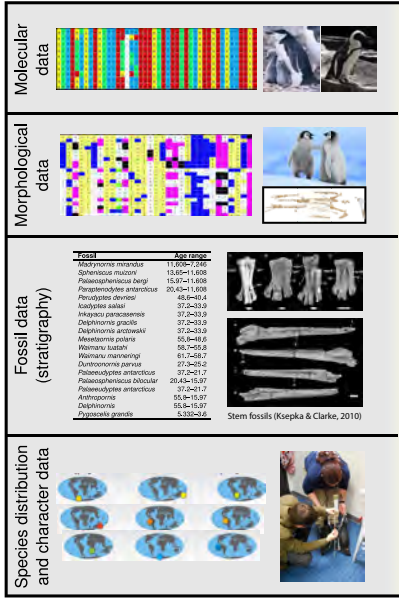 Molecular
data
Morphological
data
Fossil data
(stratigraphy)
Fossil Age range
Madrynornis mirandus 11,608–7,246
Spheniscus muizoni 13.65–11.608
Palaeospheniscus bergi 15.97–11.608
Paraptenodytes antarcticus 20,43–11,608
Perudyptes devriesi 48,6–40.4
Icadyptes salasi 37.2–33.9
Inkayacu paracasensis 37.2–33,9
Delphinornis gracilis 37.2–33.9
Delphinornis arctowskii 37.2–33.9
Mesetaornis polaris 55,8–48,6
Waimanu tuatahi 58.7–55.8
Waimanu manneringi 61.7–58.7
Duntroonornis parvus 27.3–25.2
Palaeeudyptes antarcticus 37.2–21.7
Palaeospheniscus bilocular 20.43–15.97
Palaeeudyptes antarcticus 37.2–21.7
Anthropornis 55.8–15.97
Delphinornis 55.8–15.97
Pygoscelis grandis 5.332–3.6
Stem fossils (Ksepka & Clarke, 2010)
Species distribution
and character data